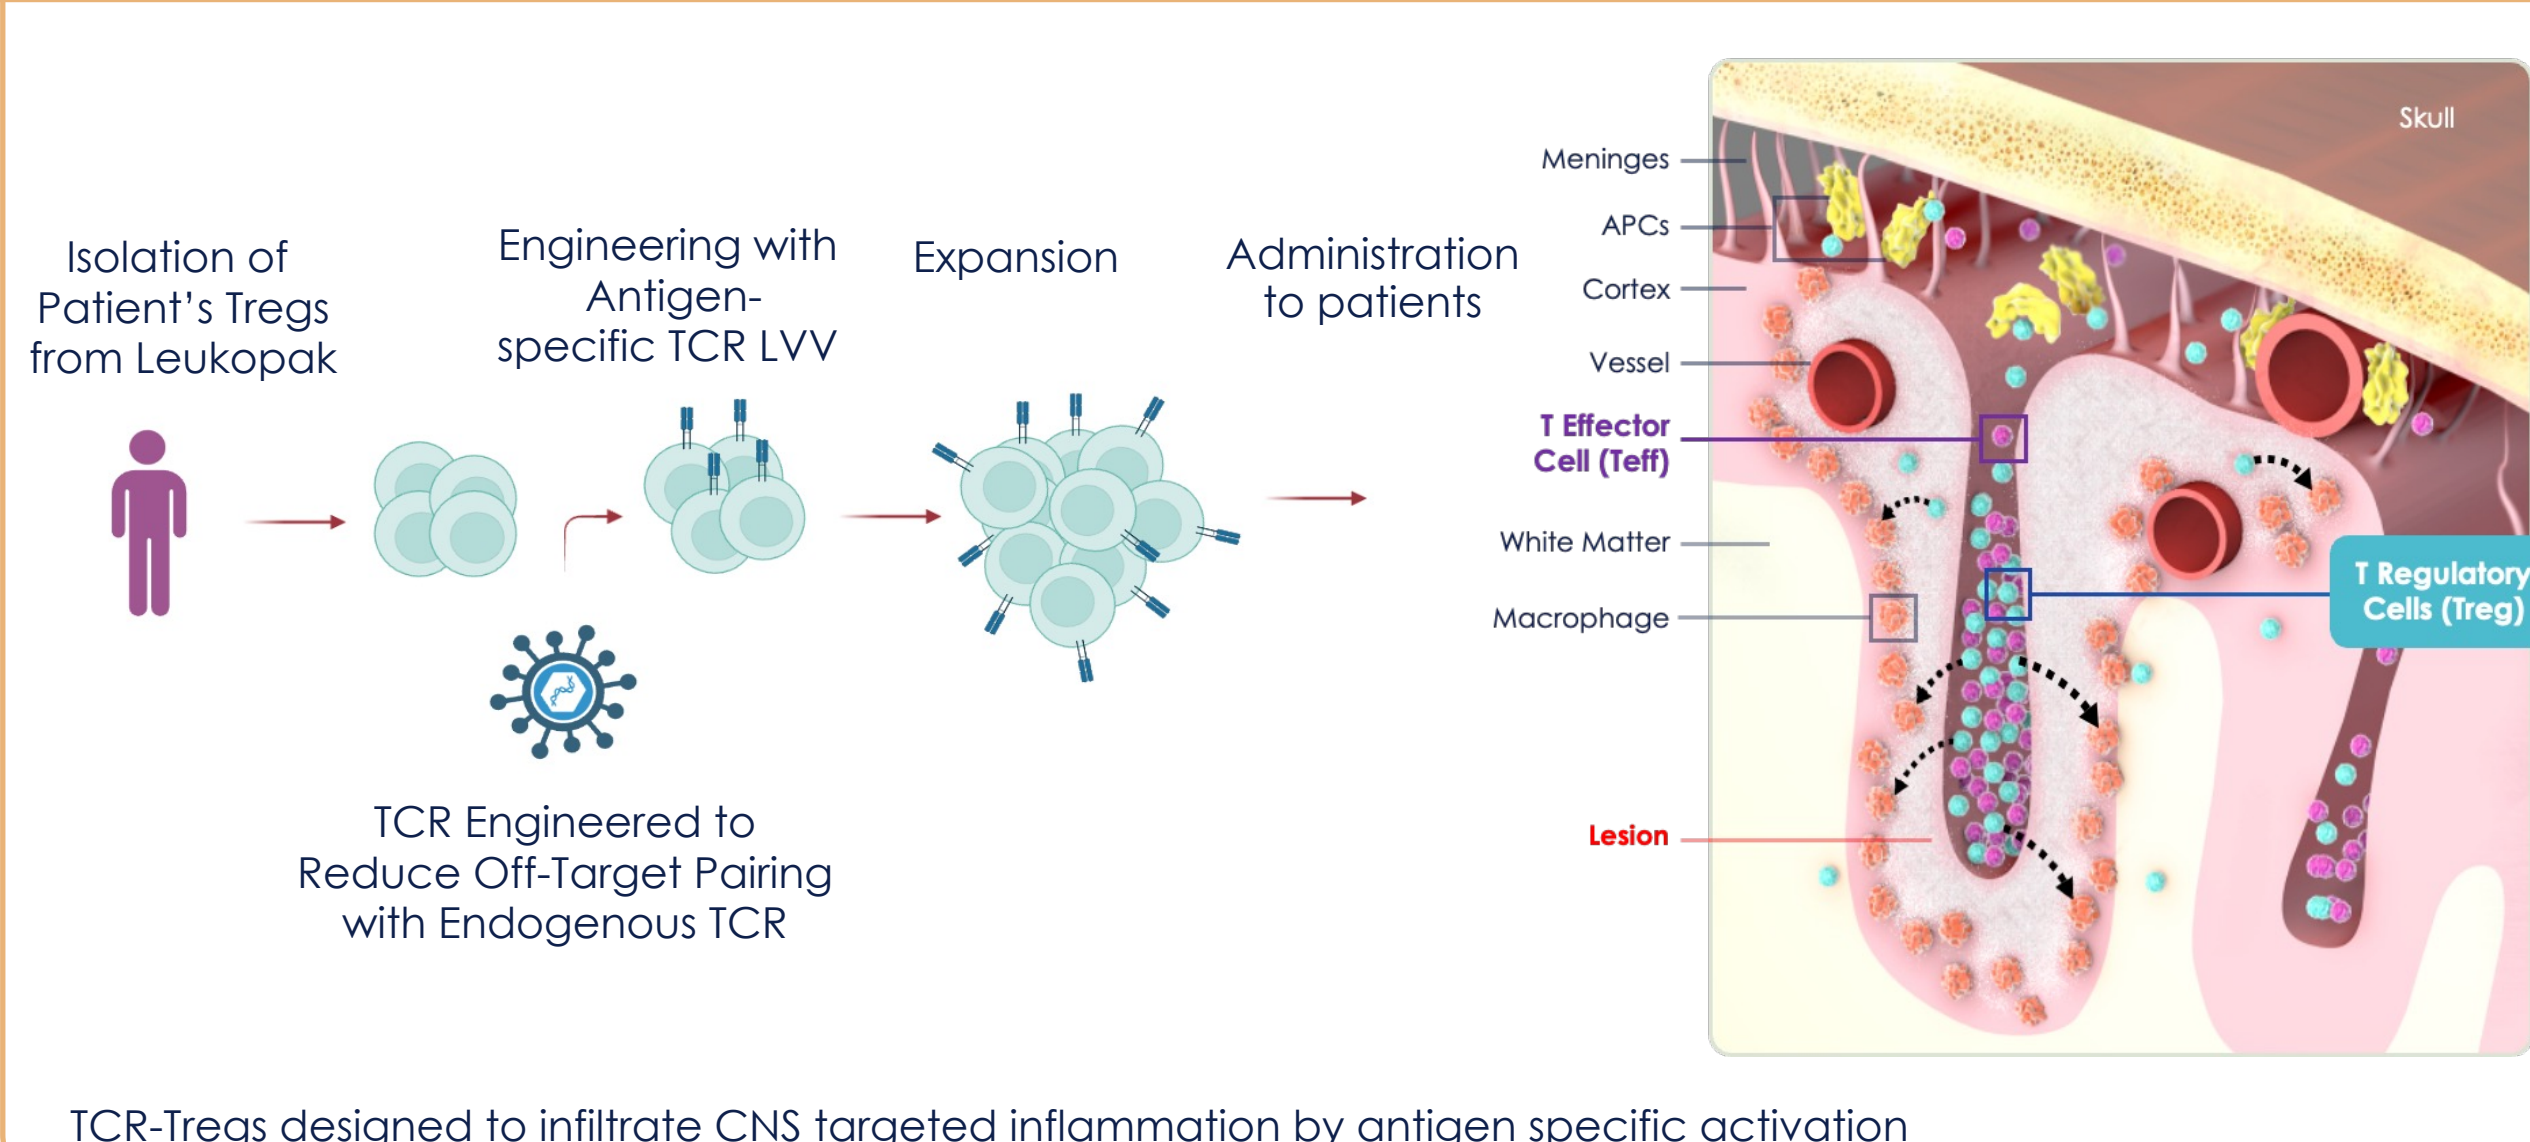 Isolation of
Patient’s Tregs
from Leukopak
Engineering with
Antigen-
specific TCR LVV
Expansion
Administration
to patients
TCR Engineered to
Reduce Off-Target Pairing
with Endogenous TCR
Skull
Meninges
APCs
Cortex
Vessel
T Effector
Cell (Teff)
White Matter
T Regulatory
Cells (Treg)
Macrophage
Lesion
TCR-Tregs designed to infiltrate CNS targeted inflammation by antigen specific activation